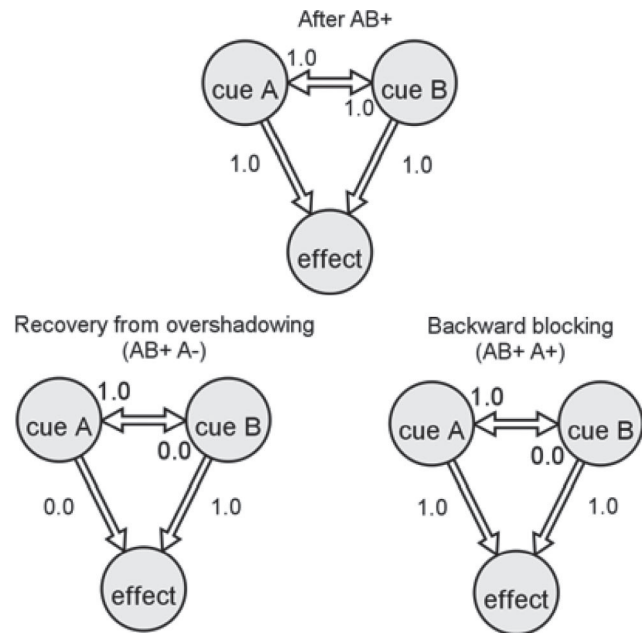 After AB+
1.0
cue A
cue B
1.0
1.0
1.0
effect
Recovery from overshadowing
(AB+ A-)
1.0
cue A
cue B
0.0
0.0
1.0
effect
Backward blocking
(AB+ A+)
1.0
cue A
cue B
0.0
1.0
1.0
effect